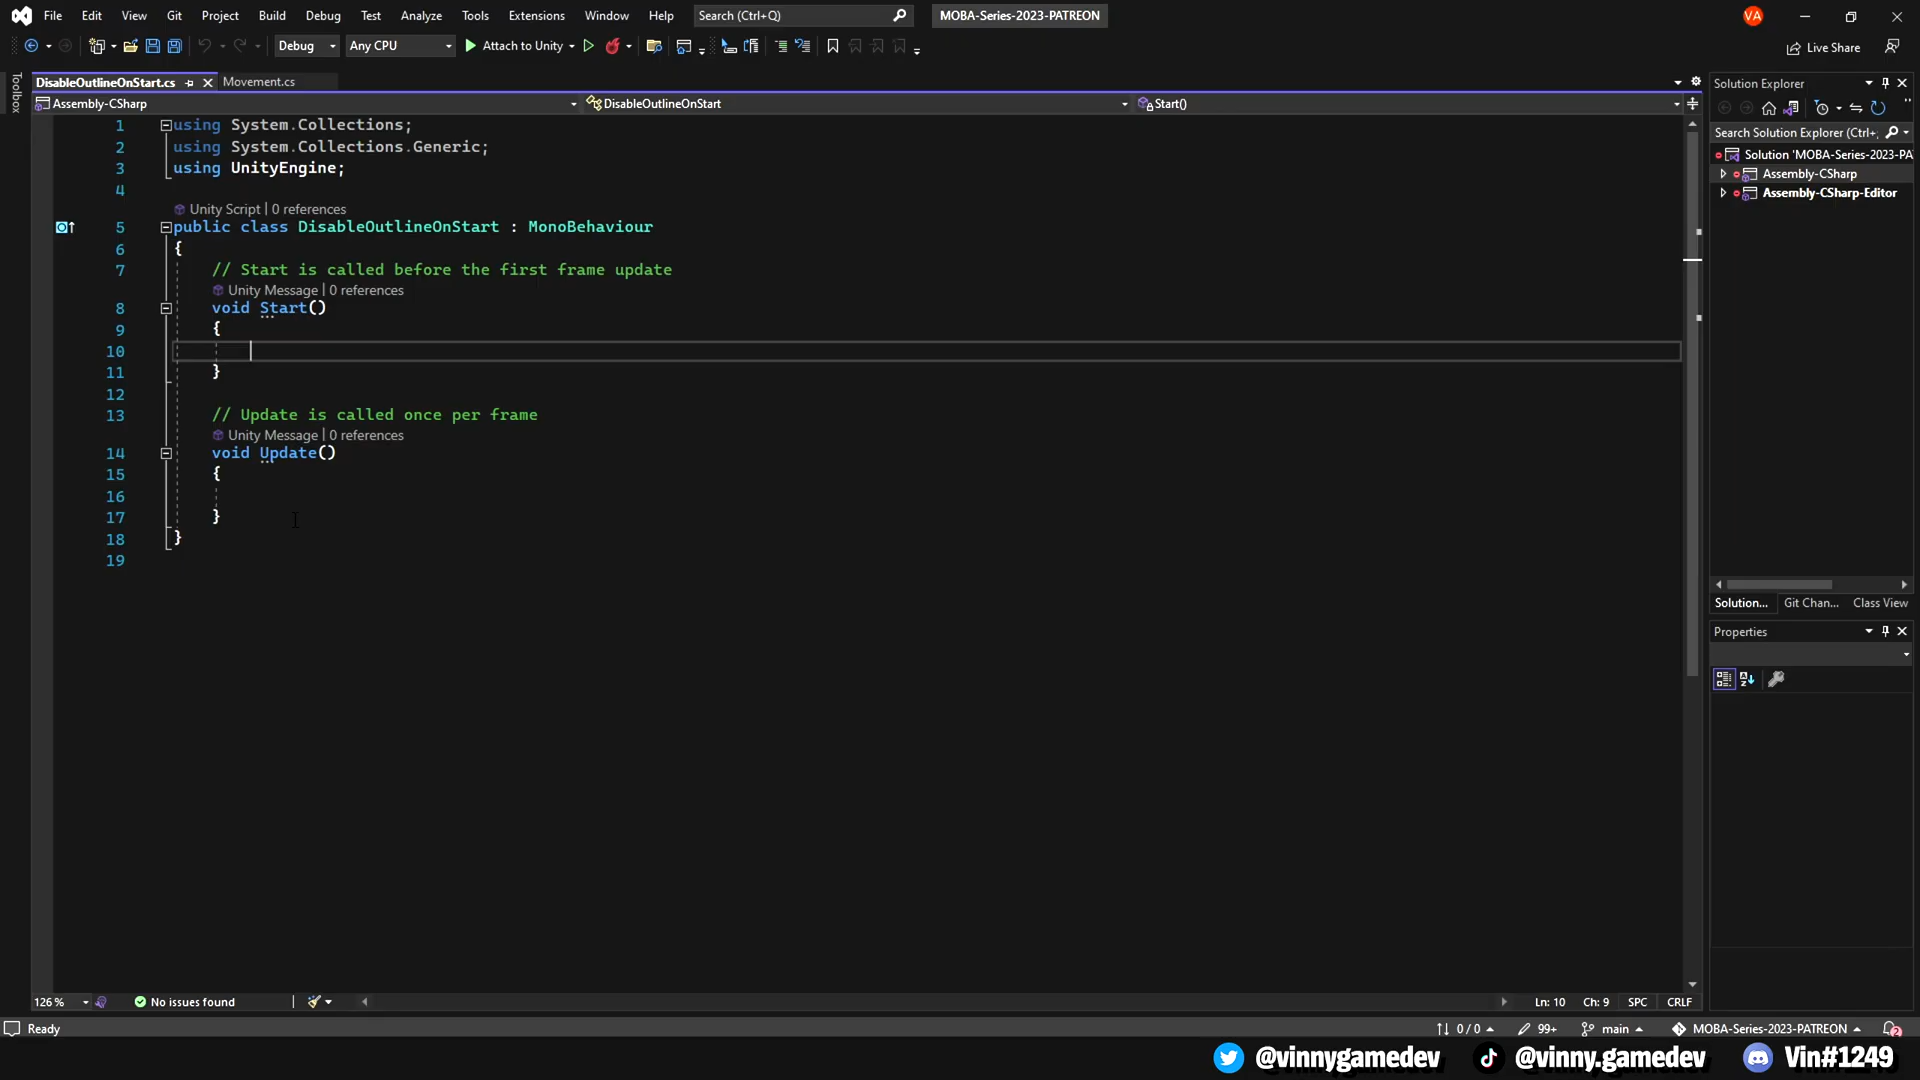 File Edit View Git Project Build Debug Test Analyze Tools Extensions Window Help Search (Ctrl+Q) MOBA-Series-2023-PATREON VA
Debug Any CPU Attach to Unity Live Share
Toolbox
DisableOutlineOnStart.cs Movement.cs
Assembly-CSharp DisableOutlineOnStart Start()
1 using System.Collections;
2 using System.Collections.Generic;
3 using UnityEngine;
4
Unity Script | 0 references
5 public class DisableOutlineOnStart : MonoBehaviour
6 {
7 // Start is called before the first frame update
Unity Message | 0 references
8 void Start()
9 {
10
11 }
12
13 // Update is called once per frame
Unity Message | 0 references
14 void Update()
15 {
16
17 }
18 }
19
Solution Explorer
Search Solution Explorer (Ctrl+;
Solution 'MOBA-Series-2023-PA
Assembly-CSharp
Assembly-CSharp-Editor
Solution... Git Chan... Class View
Properties
126 % No issues found Ln: 10 Ch: 9 SPC CRLF
Ready 0 / 0 99+ main MOBA-Series-2023-PATREON 2
@vinnygamedev @vinny.gamedev Vin#1249